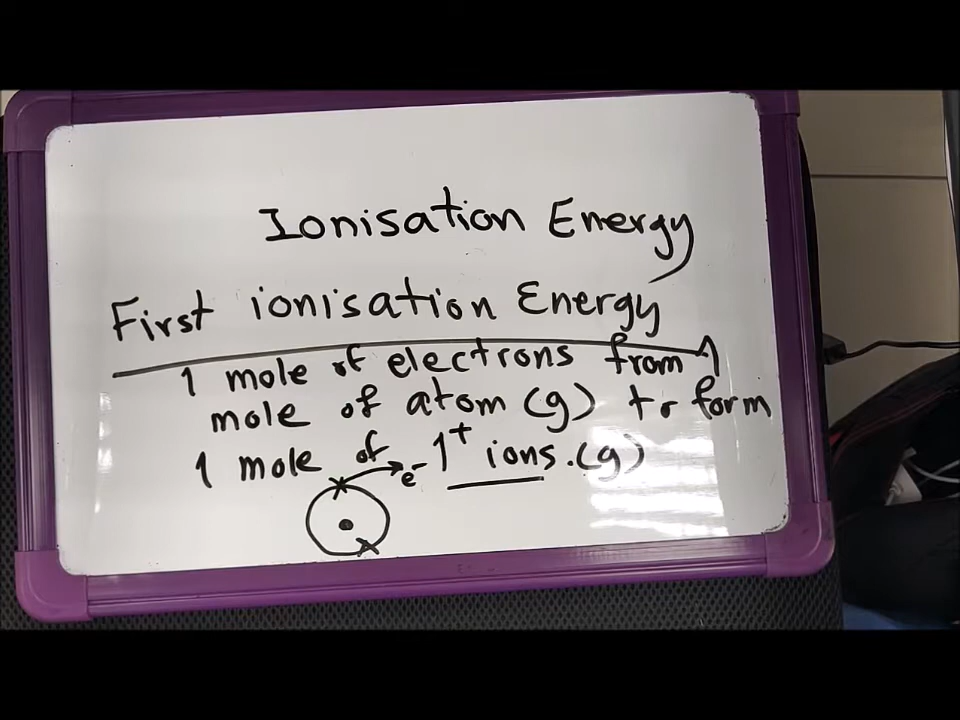 Ionisation Energy
First ionisation Energy
1 mole of electrons from 1
mole of atom (g) to form
1 mole of 1+ ions.(g)
e-